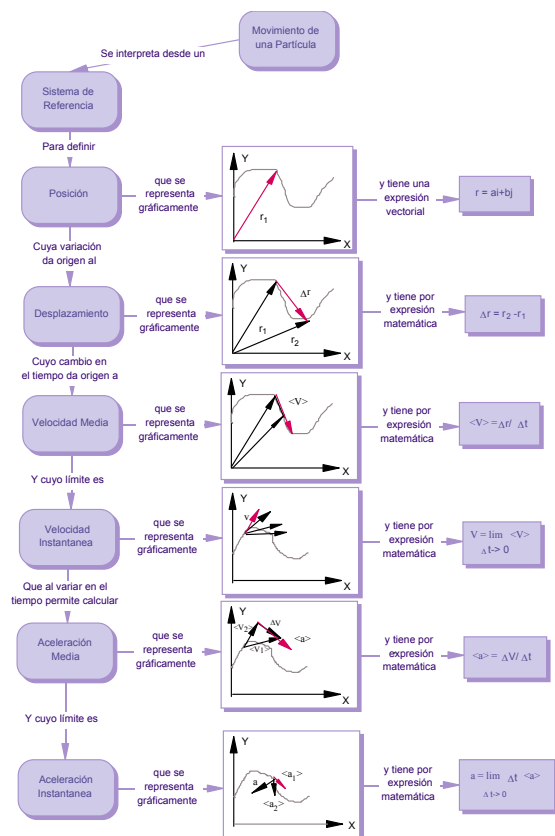 Movimiento de
una Partícula
Se interpreta desde un
Sistema de
Referencia
Para definir
Posición
que se
representa
gráficamente
Y
r1
X
y tiene una
expresión
vectorial
r = ai+bj
Cuya variación
da origen al
Desplazamiento
que se
representa
gráficamente
Y
Δr
r1
r2
X
y tiene por
expresión
matemática
Δr = r2 -r1
Cuyo cambio en
el tiempo da origen a
Velocidad Media
que se
representa
gráficamente
Y
<V>
X
y tiene por
expresión
matemática
<V> = Δr/ Δt
Y cuyo límite es
Velocidad
Instantanea
que se
representa
gráficamente
Y
v
X
y tiene por
expresión
matemática
V = lim <V>
Δt-> 0
Que al variar en el
tiempo permite calcular
Aceleración
Media
que se
representa
gráficamente
Y
<V2>
ΔV
<a>
<V1>
X
y tiene por
expresión
matemática
<a> = ΔV/ Δt
Y cuyo límite es
Aceleración
Instantanea
que se
representa
gráficamente
Y
a
<a1>
<a2>
X
y tiene por
expresión
matemática
a = lim Δt <a>
Δt-> 0